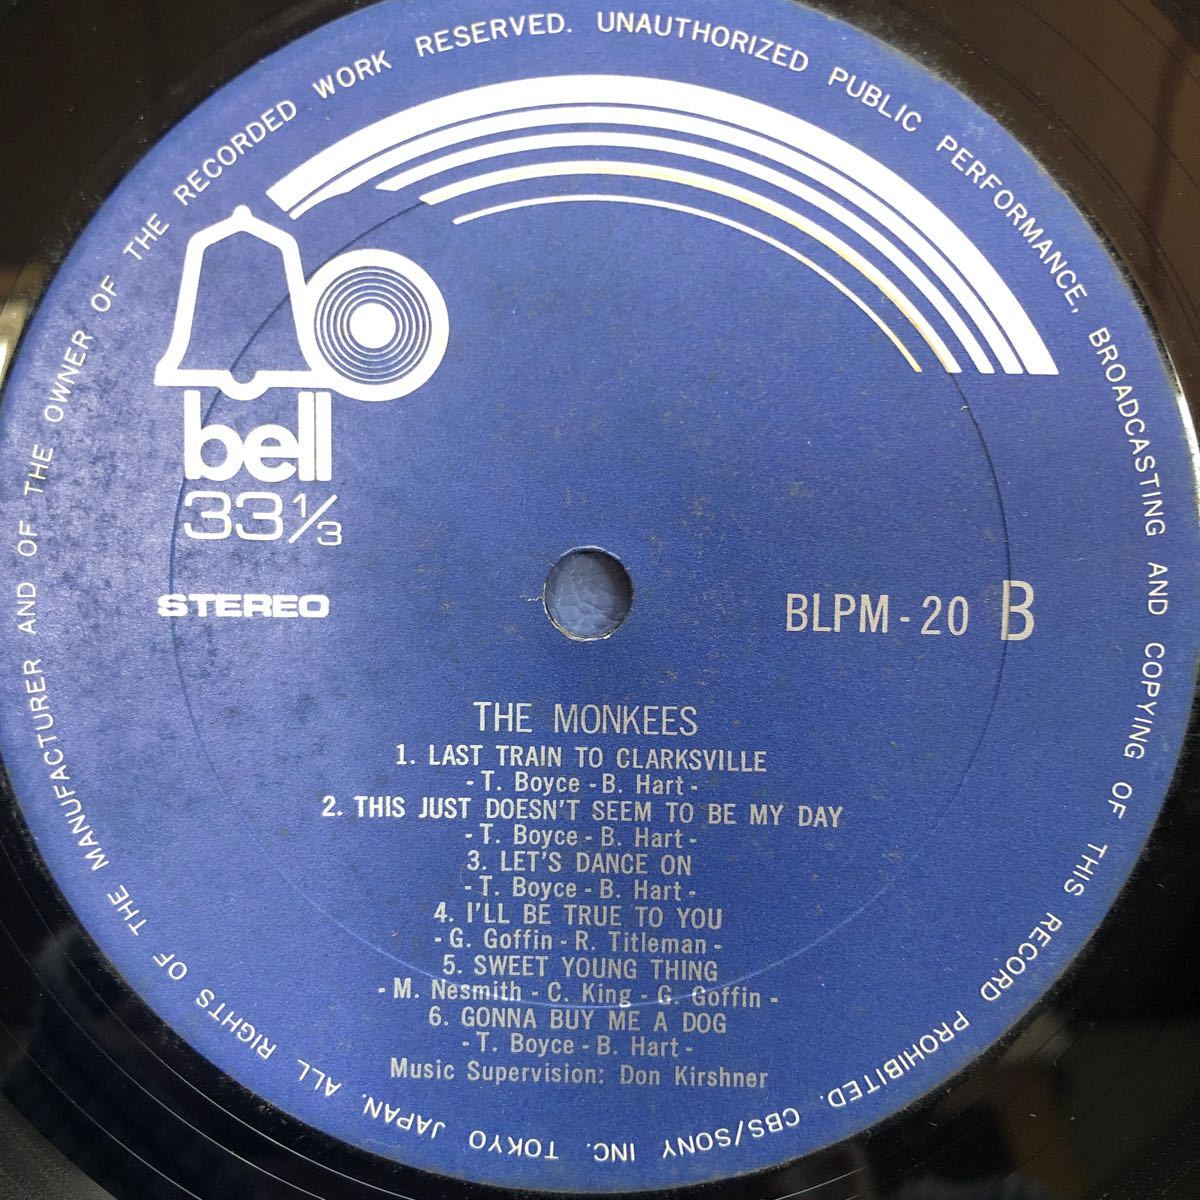 ALL RIGHTS OF THE MANUFACTURER AND OF THE OWNER OF THE RECORDED WORK RESERVED. UNAUTHORIZED PUBLIC PERFORMANCE, BROADCASTING AND COPYING OF THIS RECORD PROHIBITED. CBS/SONY INC. TOKYO JAPAN.
bell
33 1/3
STEREO
BLPM-20 B
THE MONKEES
1. LAST TRAIN TO CLARKSVILLE
- T. Boyce - B. Hart -
2. THIS JUST DOESN'T SEEM TO BE MY DAY
- T. Boyce - B. Hart -
3. LET'S DANCE ON
- T. Boyce - B. Hart -
4. I'LL BE TRUE TO YOU
- G. Goffin - R. Titleman -
5. SWEET YOUNG THING
- M. Nesmith - C. King - G. Goffin -
6. GONNA BUY ME A DOG
- T. Boyce - B. Hart -
Music Supervision: Don Kirshner